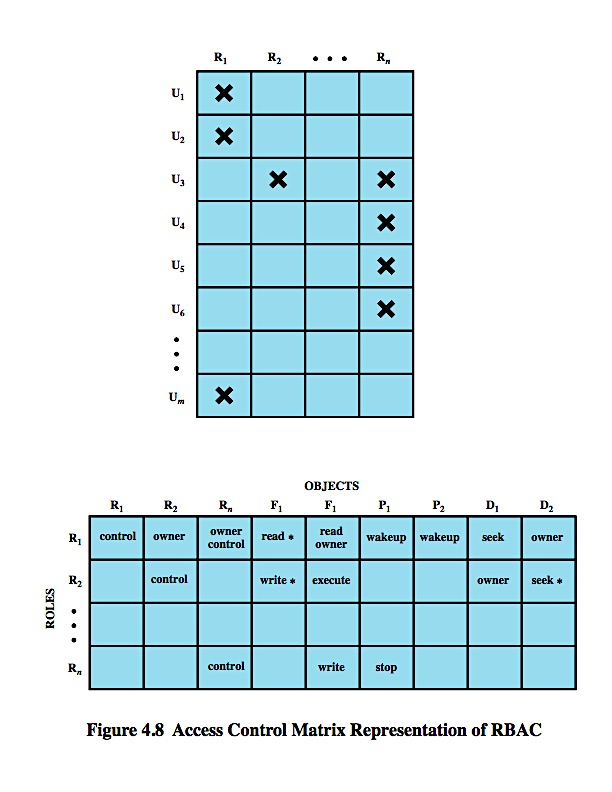 R1 R2 • • • Rn
U1
U2
U3
U4
U5
U6
•
•
•
Um
OBJECTS
R1 R2 Rn F1 F1 P1 P2 D1 D2
ROLES
R1 control owner owner control read * read owner wakeup wakeup seek owner
R2 control write * execute owner seek *
•
•
•
Rn control write stop
Figure 4.8 Access Control Matrix Representation of RBAC